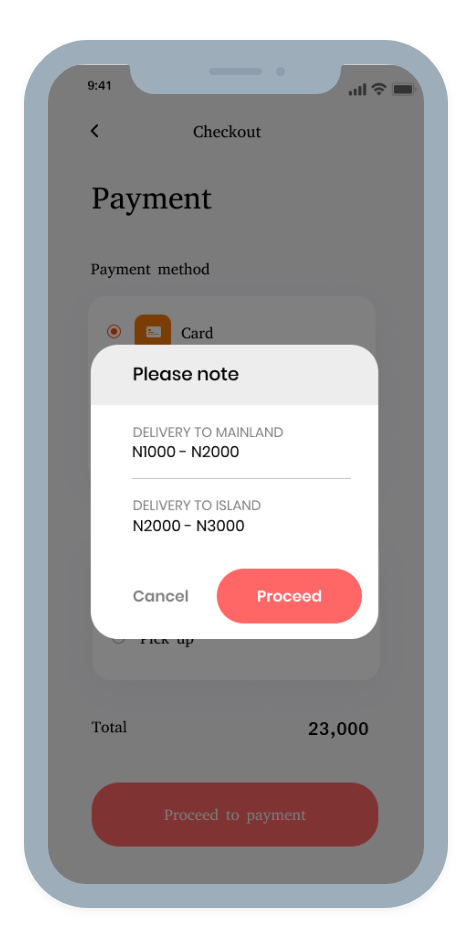 9:41
Checkout
Payment
Payment method
Card
Please note
DELIVERY TO MAINLAND
N1000 - N2000
DELIVERY TO ISLAND
N2000 - N3000
Cancel
Proceed
Pick up
Total
23,000
Proceed to payment